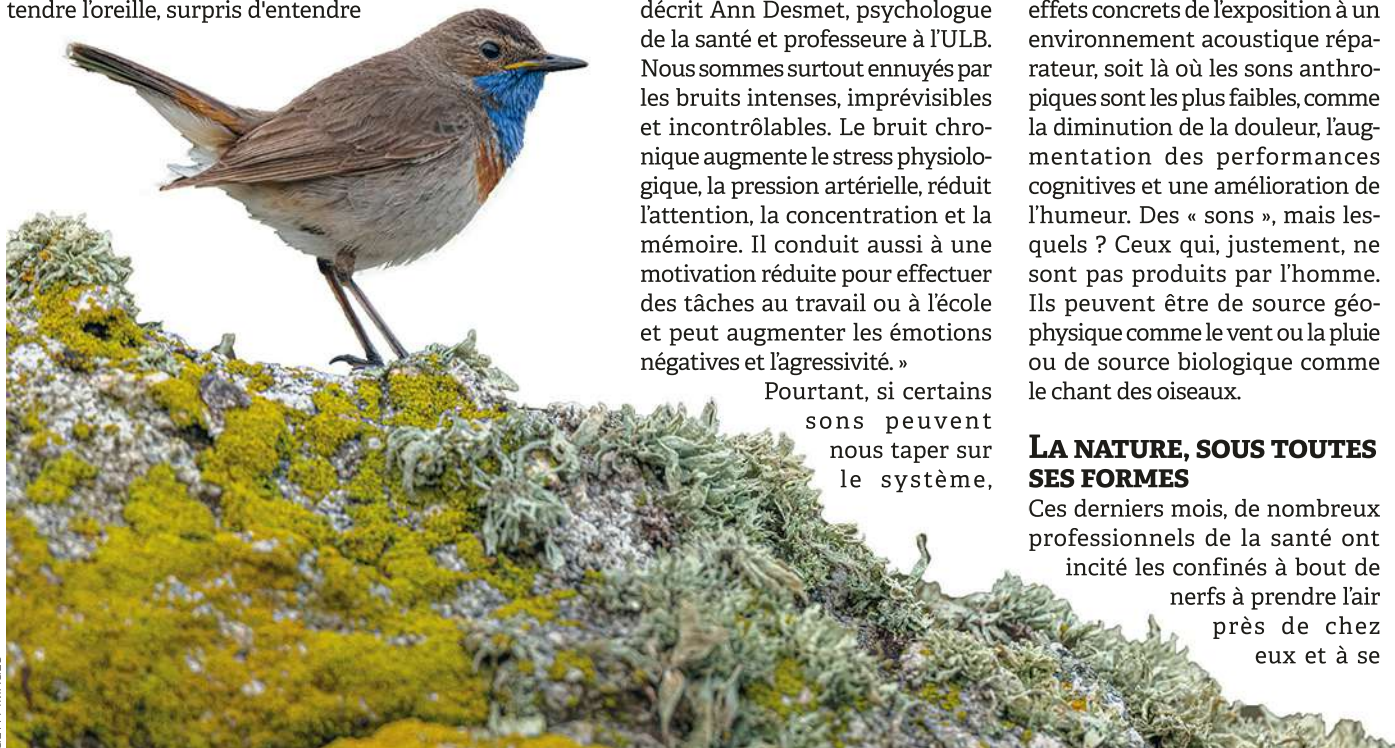 tendre l'oreille, surpris d'entendre
décrit Ann Desmet, psychologue
de la santé et professeure à l'ULB.
Nous sommes surtout ennuyés par
les bruits intenses, imprévisibles
et incontrôlables. Le bruit chro-
nique augmente le stress physiolo-
gique, la pression artérielle, réduit
l'attention, la concentration et la
mémoire. Il conduit aussi à une
motivation réduite pour effectuer
des tâches au travail ou à l'école
et peut augmenter les émotions
négatives et l'agressivité. »
Pourtant, si certains
sons peuvent
nous taper sur
le système,
effets concrets de l'exposition à un
environnement acoustique répa-
rateur, soit là où les sons anthro-
piques sont les plus faibles, comme
la diminution de la douleur, l'aug-
mentation des performances
cognitives et une amélioration de
l'humeur. Des « sons », mais les-
quels ? Ceux qui, justement, ne
sont pas produits par l'homme.
Ils peuvent être de source géo-
physique comme le vent ou la pluie
ou de source biologique comme
le chant des oiseaux.
LA NATURE, SOUS TOUTES
SES FORMES
Ces derniers mois, de nombreux
professionnels de la santé ont
incité les confinés à bout de
nerfs à prendre l'air
près de chez
eux et à se